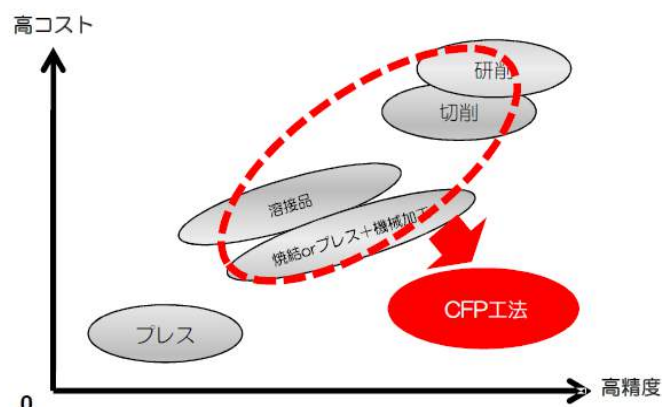 高コスト
研削
切削
溶接品
焼結orプレス＋機械加工
プレス
CFP工法
高精度
0